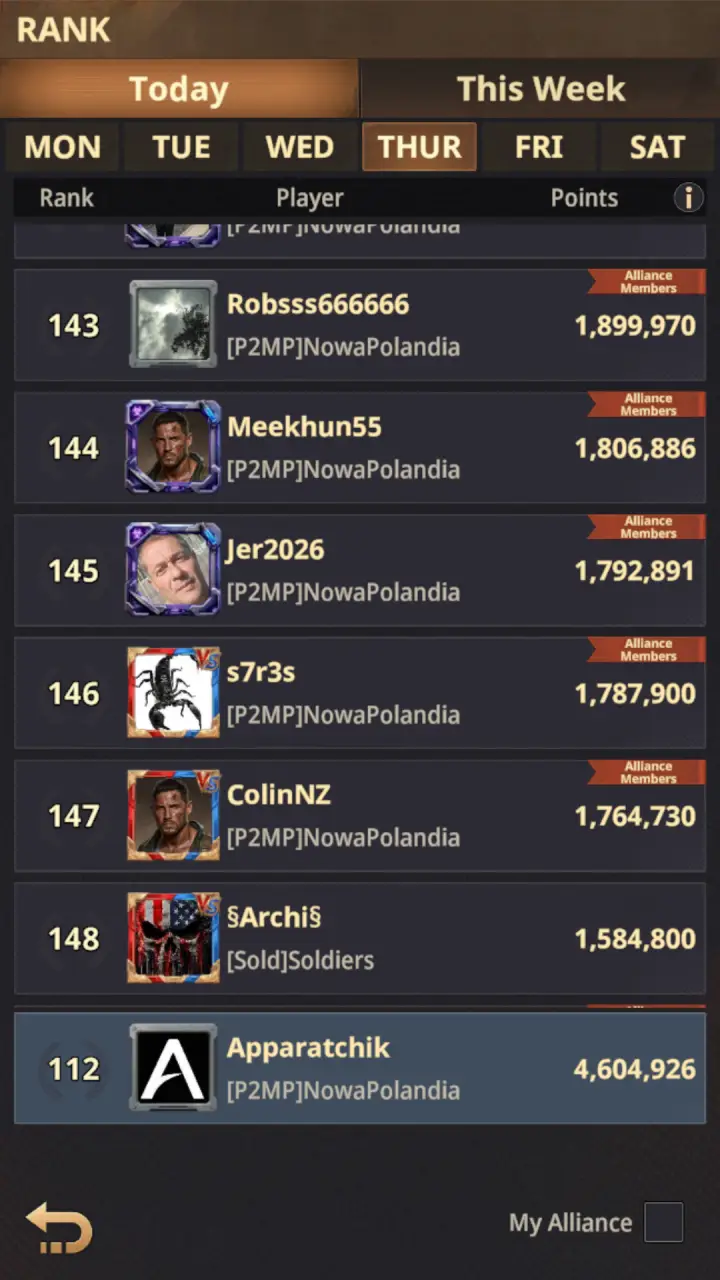 RANK
Today
This Week
MON
TUE
WED
THUR
FRI
SAT
Rank
Player
Points
[P2MP]NowaPolandia
Alliance
Members
143
Robsss666666
[P2MP]NowaPolandia
1,899,970
Alliance
Members
144
Meekhun55
[P2MP]NowaPolandia
1,806,886
Alliance
Members
145
Jer2026
[P2MP]NowaPolandia
1,792,891
Alliance
Members
146
s7r3s
[P2MP]NowaPolandia
1,787,900
Alliance
Members
147
ColinNZ
[P2MP]NowaPolandia
1,764,730
148
§Archi§
[Sold]Soldiers
1,584,800
112
Apparatchik
[P2MP]NowaPolandia
4,604,926
My Alliance